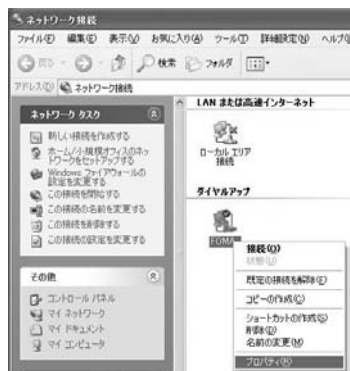 ネットワーク接続
ファイル(F) 編集(E) 表示(V) お気に入り(A) ツール(T) 詳細設定(N) ヘルプ(
戻る 検索 フォルダ
アドレス(D) ネットワーク接続
ネットワーク タスク
新しい接続を作成する
ホーム/小規模オフィスのネットワークをセットアップする
Windows ファイアウォールの設定を変更する
この接続を開始する
この接続の名前を変更する
この接続を削除する
この接続の設定を変更する
その他
コントロール パネル
マイ ネットワーク
マイ ドキュメント
マイ コンピュータ
LAN または高速インターネット
ローカル エリア
接続
ダイヤルアップ
FOMA
接続(O)
状態(U)
既定の接続を解除(E)
コピーの作成(C)
ショートカットの作成(S)
削除(D)
名前の変更(M)
プロパティ(R)